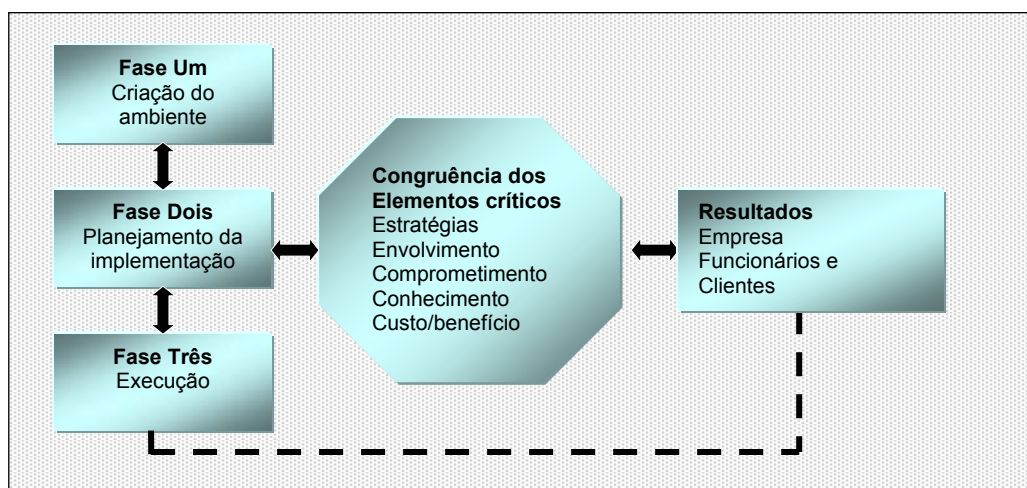 Fase Um
Criação do
ambiente
Fase Dois
Planejamento da
implementação
Fase Três
Execução
Congruência dos
Elementos críticos
Estratégias
Envolvimento
Comprometimento
Conhecimento
Custo/benefício
Resultados
Empresa
Funcionários e
Clientes